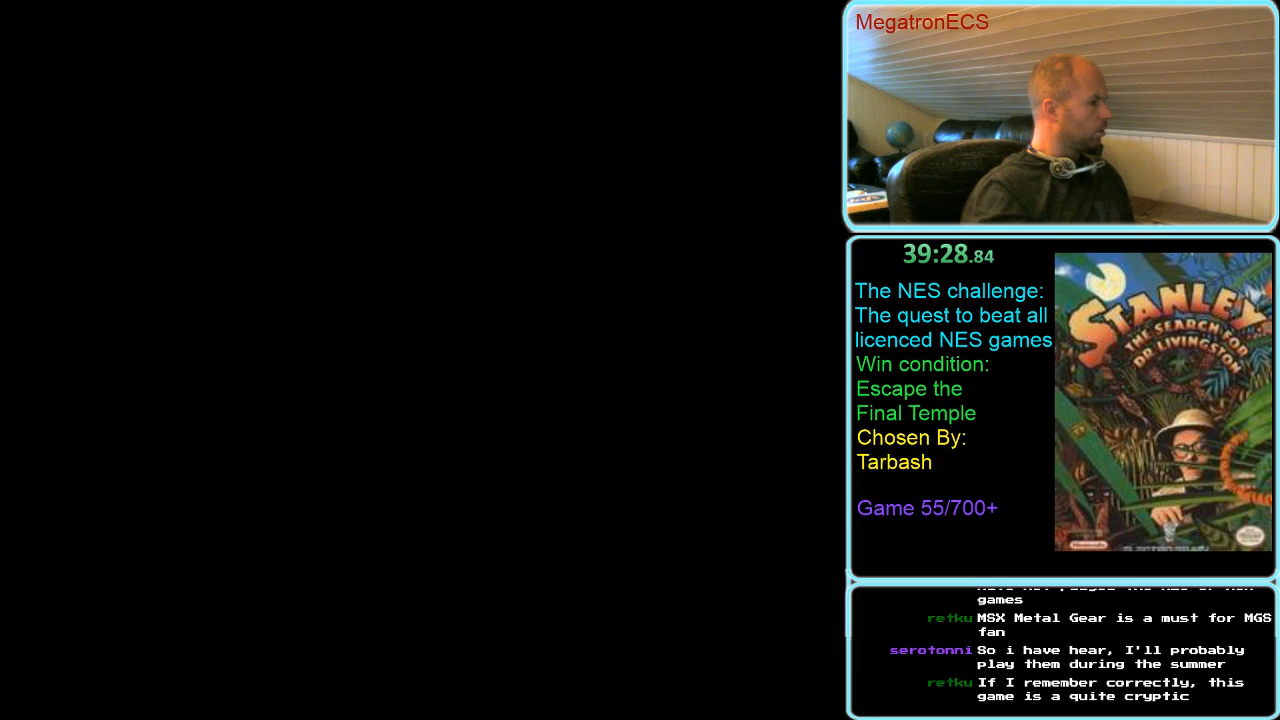 MegatronECS
39:28.84
The NES challenge:
The quest to beat all
licenced NES games
Win condition:
Escape the
Final Temple
Chosen By:
Tarbash
Game 55/700+
STANLEY
THE SEARCH FOR
DR. LIVINGSTON
Nintendo
games
retku MSX Metal Gear is a must for MGS
fan
serotonni So i have hear, I'll probably
play them during the summer
retku If I remember correctly, this
game is a quite cryptic